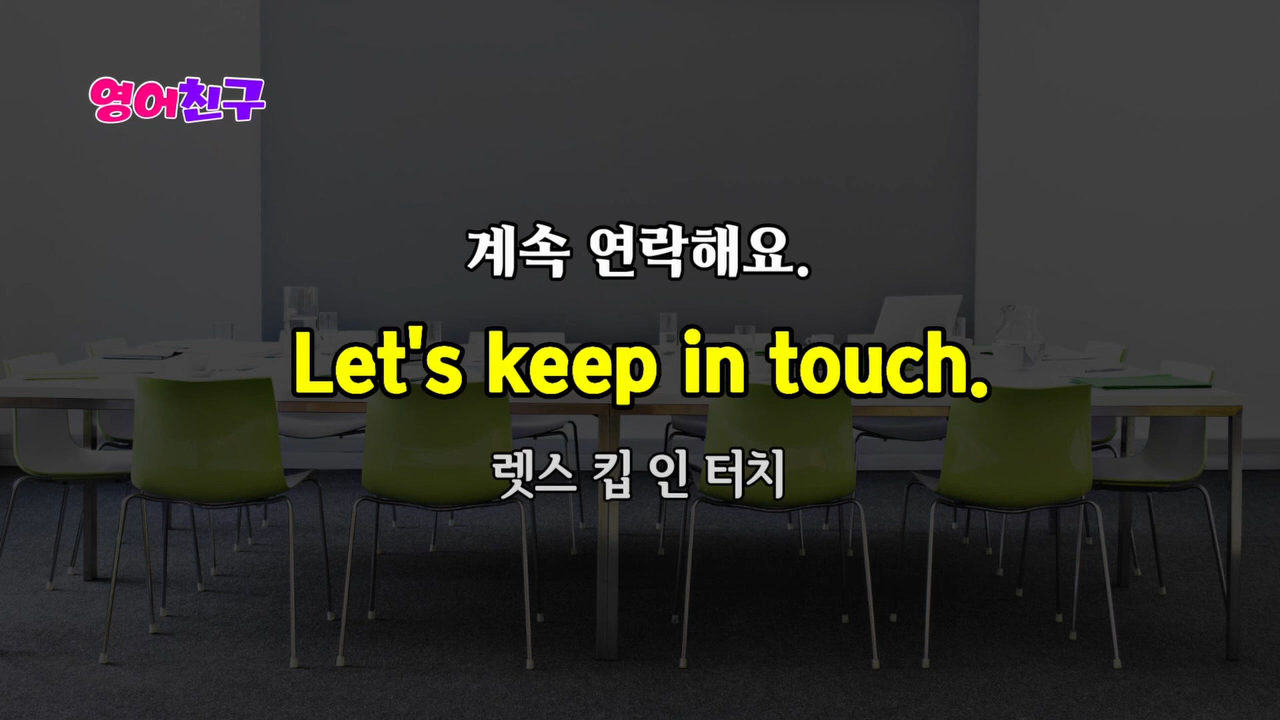 영어친구
계속 연락해요.
Let's keep in touch.
렛스 킵 인 터치